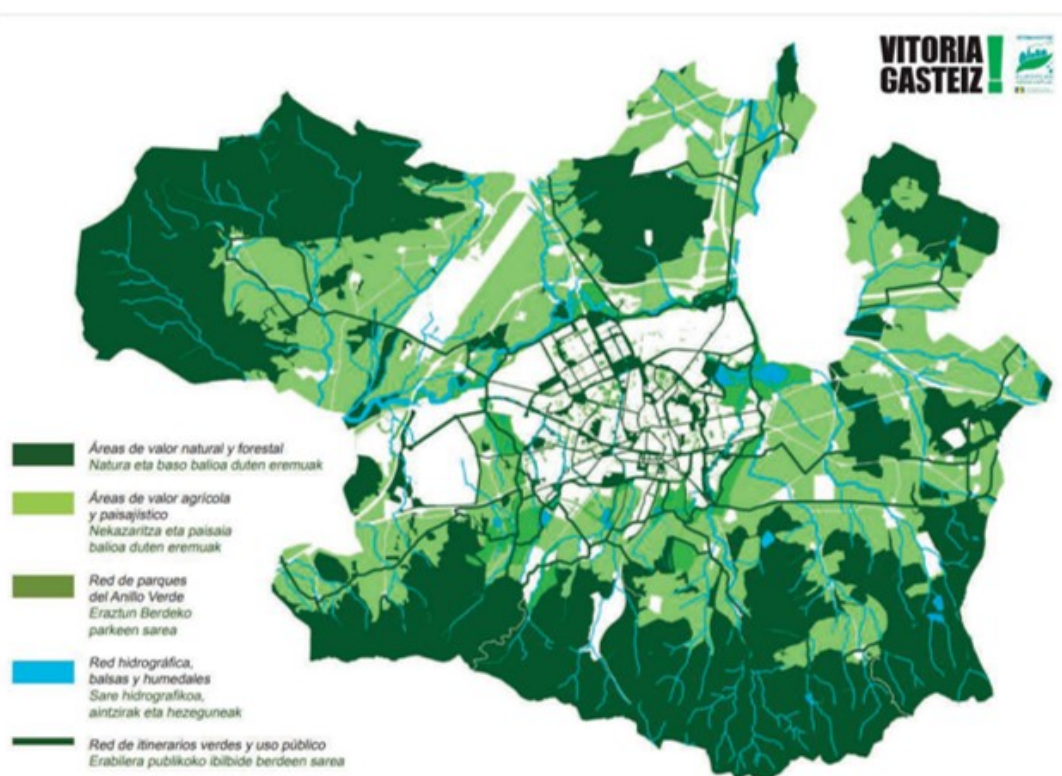 VITORIA
GASTEIZ!
Áreas de valor natural y forestal
Natura eta baso balioa duten eremuak
Áreas de valor agrícola
y paisajístico
Nekazaritza eta paisaia
balioa duten eremuak
Red de parques
del Anillo Verde
Eraztun Berdeko
parkeen sarea
Red hidrográfica,
balsas y humedales
Sare hidrografikoa,
aintzirak eta hezeguneak
Red de itinerarios verdes y uso público
Erabilera publikoko ibilbide berdeen sarea